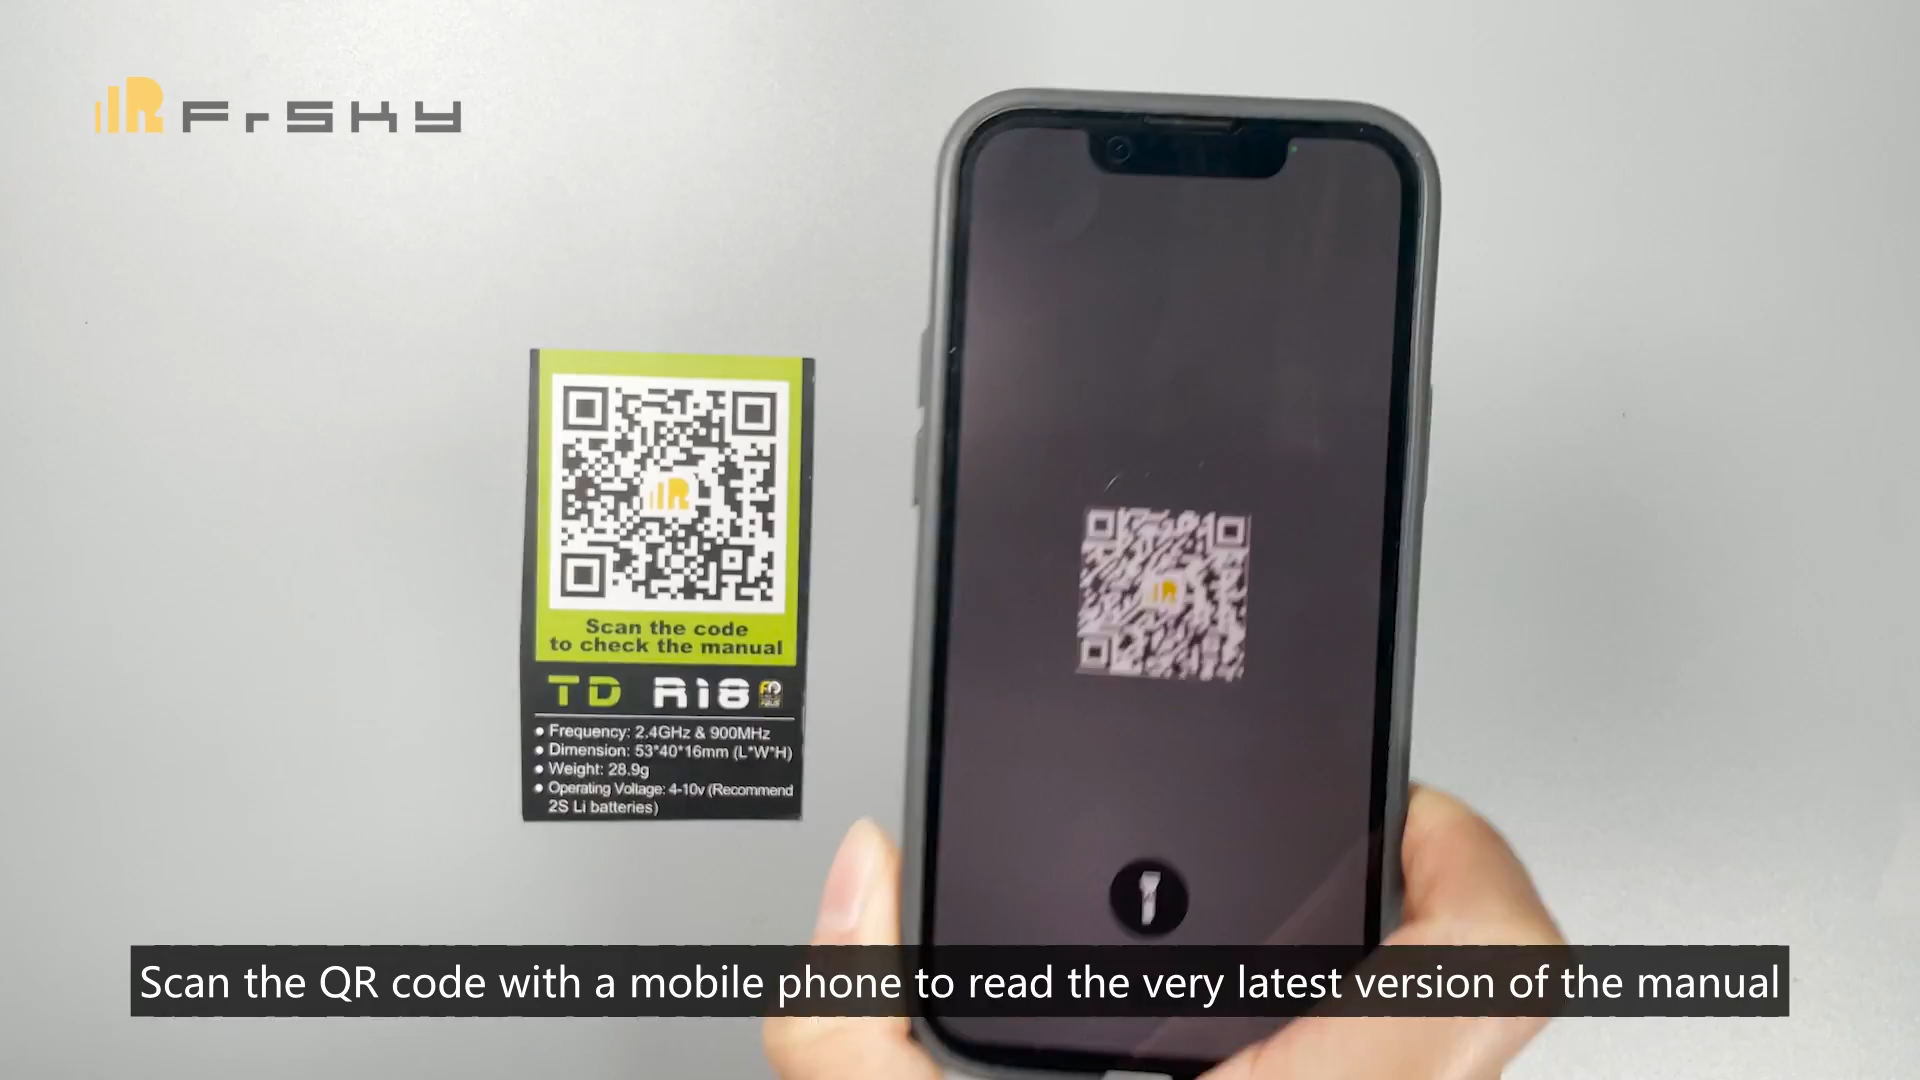 FrSKY
Scan the code
to check the manual
TD R18
• Frequency: 2.4GHz & 900MHz
• Dimension: 53*40*16mm (L*W*H)
• Weight: 28.9g
• Operating Voltage: 4-10v (Recommend
2S Li batteries)
Scan the QR code with a mobile phone to read the very latest version of the manual